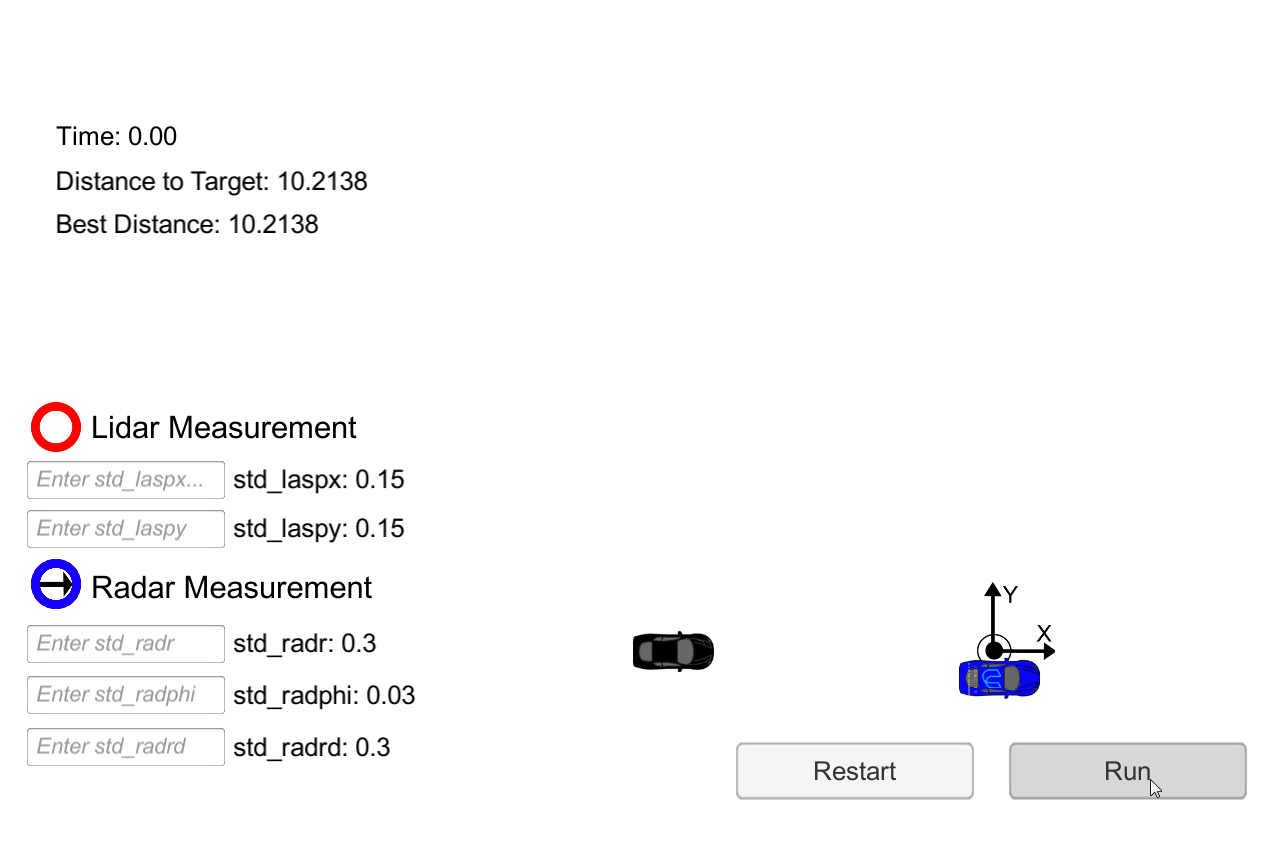 Time: 0.00
Distance to Target: 10.2138
Best Distance: 10.2138
Lidar Measurement
Enter std_laspx... std_laspx: 0.15
Enter std_laspy std_laspy: 0.15
Radar Measurement
Enter std_radr std_radr: 0.3
Enter std_radphi std_radphi: 0.03
Enter std_radrd std_radrd: 0.3
Y
X
Restart
Run